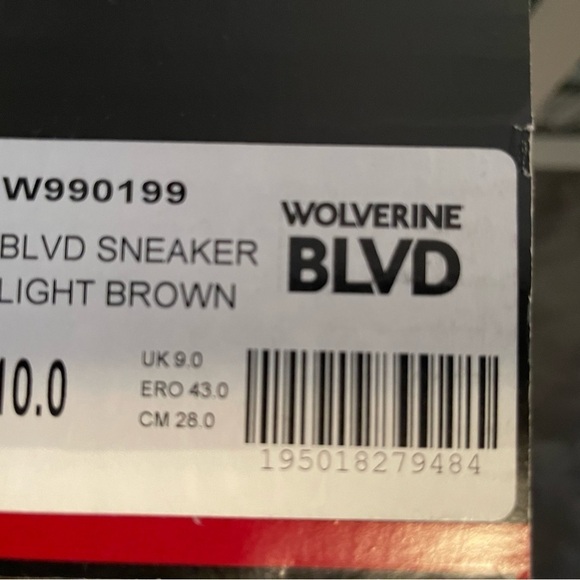 W990199
WOLVERINE
BLVD
BLVD SNEAKER
LIGHT BROWN
10.0
UK 9.0
ERO 43.0
CM 28.0
195018279484